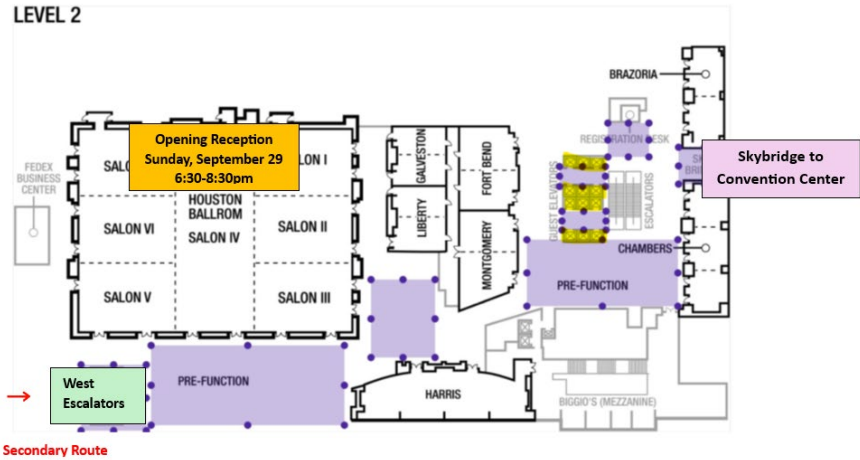 LEVEL 2
BRAZORIA
REGISTRATION DESK
Opening Reception
Sunday, September 29
6:30-8:30pm
SALO
N I
FEDEX
BUSINESS
CENTER
GALVESTON
FORT BEND
Skybridge to
Convention Center
HOUSTON
BALLROM
SALON VI
SALON IV
SALON II
LIBERTY
MONTGOMERY
GUEST ELEVATORS
ESCALATORS
CHAMBERS
SALON V
SALON III
PRE-FUNCTION
West
Escalators
PRE-FUNCTION
HARRIS
BIGGIO'S (MEZZANINE)
Secondary Route